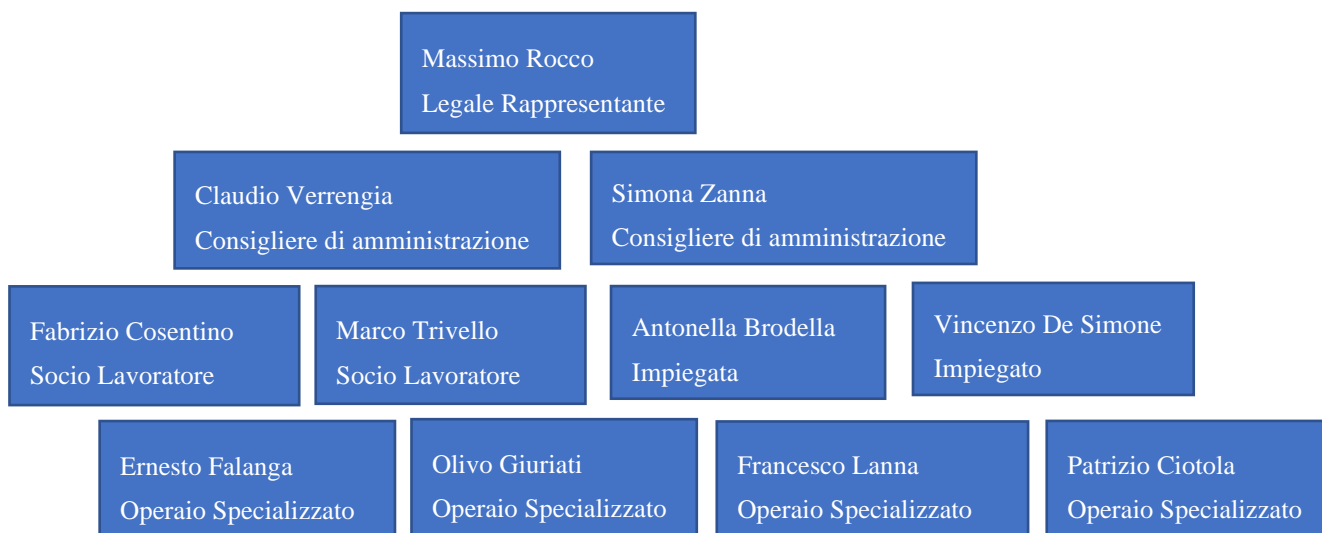 Massimo Rocco
Legale Rappresentante
Claudio Verrengia
Consigliere di amministrazione
Simona Zanna
Consigliere di amministrazione
Fabrizio Cosentino
Socio Lavoratore
Marco Trivello
Socio Lavoratore
Antonella Brodella
Impiegata
Vincenzo De Simone
Impiegato
Ernesto Falanga
Operaio Specializzato
Olivo Giuriati
Operaio Specializzato
Francesco Lanna
Operaio Specializzato
Patrizio Ciotola
Operaio Specializzato